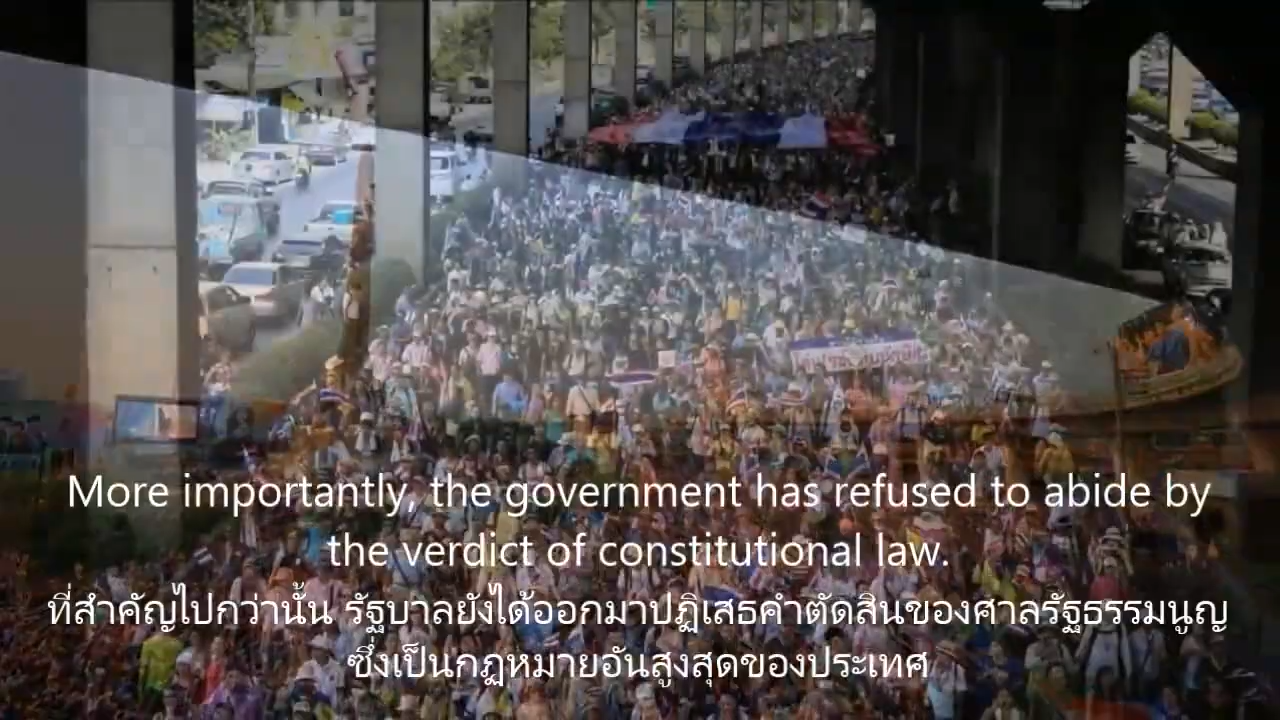 More importantly, the government has refused to abide by
the verdict of constitutional law.
ที่สำคัญไปกว่านั้น รัฐบาลยังได้ออกมาปฏิเสธคำตัดสินของศาลรัฐธรรมนูญ
ซึ่งเป็นกฎหมายอันสูงสุดของประเทศ